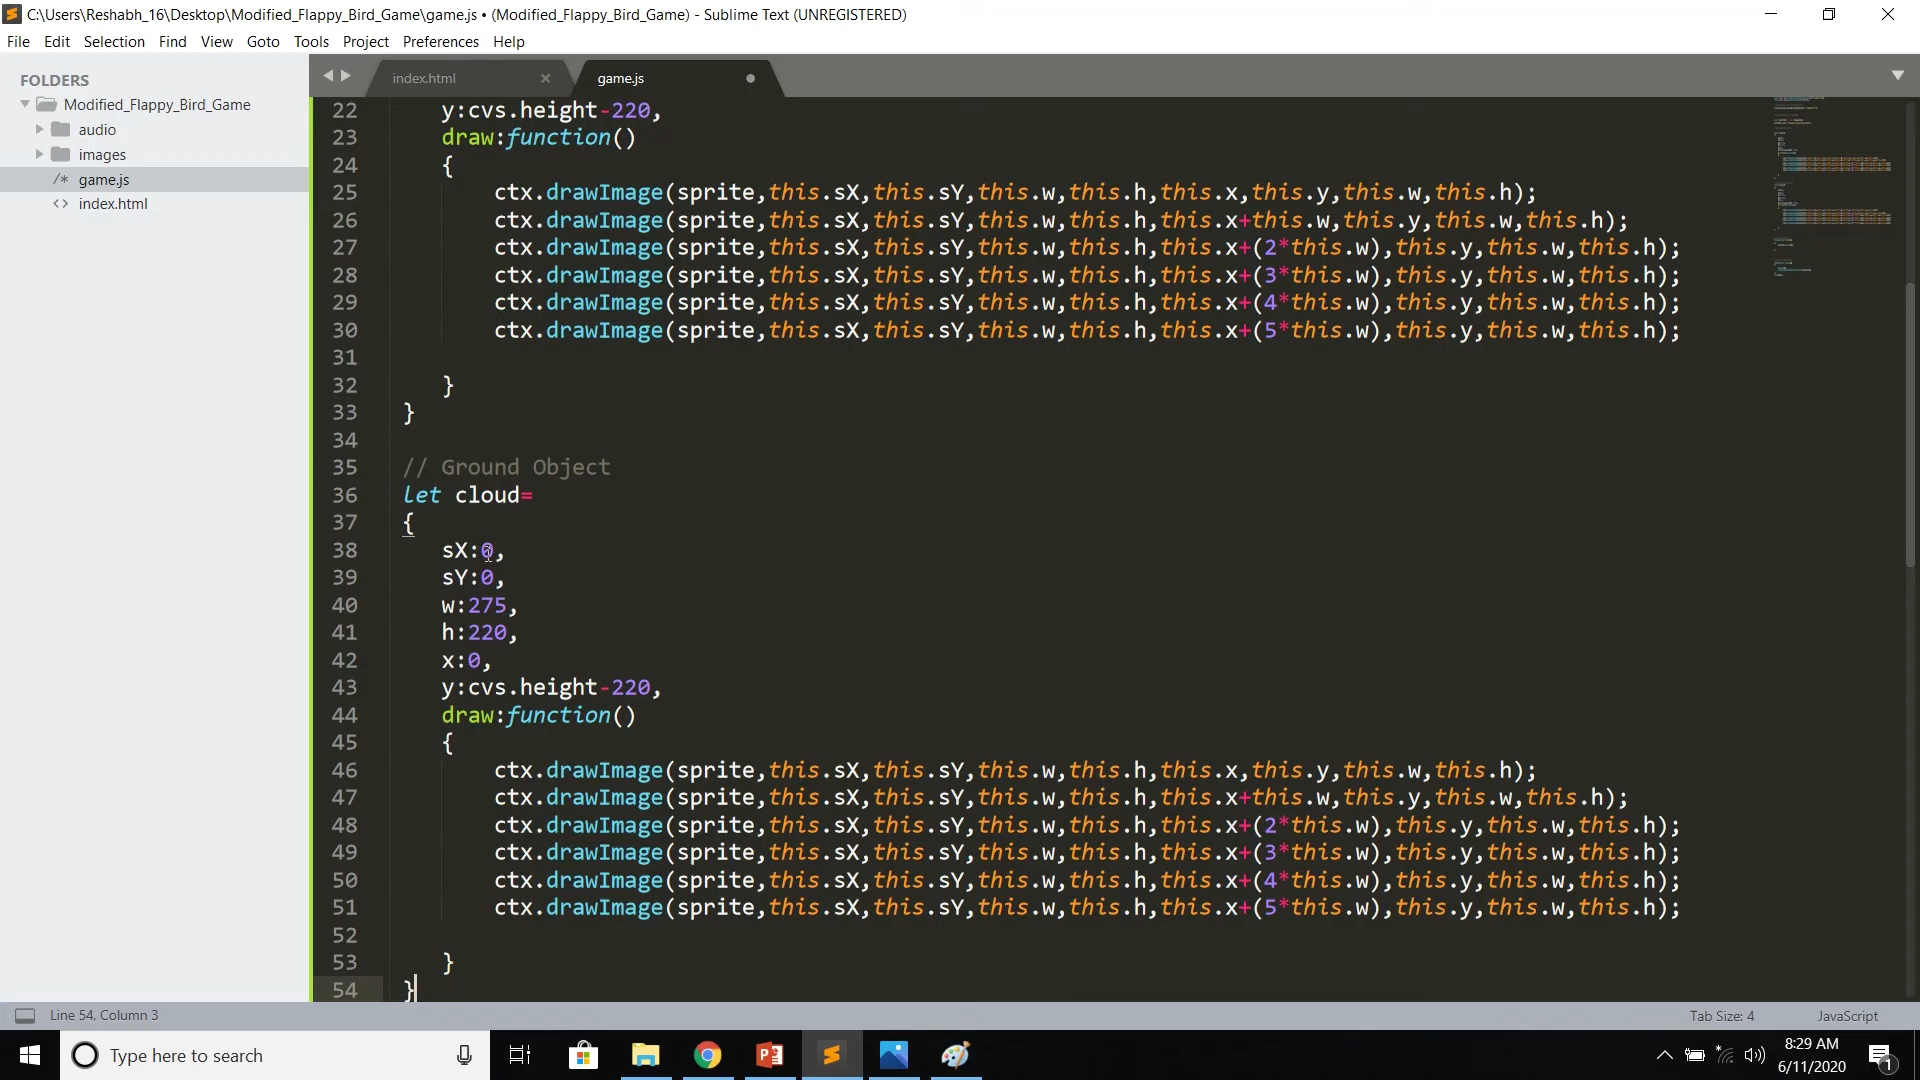 C:\Users\Reshabh_16\Desktop\Modified_Flappy_Bird_Game\game.js • (Modified_Flappy_Bird_Game) - Sublime Text (UNREGISTERED)
File Edit Selection Find View Goto Tools Project Preferences Help
FOLDERS
Modified_Flappy_Bird_Game
audio
images
/* game.js
<> index.html
index.html
game.js
22 y:cvs.height-220,
23 draw:function()
24 {
25 ctx.drawImage(sprite,this.sX,this.sY,this.w,this.h,this.x,this.y,this.w,this.h);
26 ctx.drawImage(sprite,this.sX,this.sY,this.w,this.h,this.x+this.w,this.y,this.w,this.h);
27 ctx.drawImage(sprite,this.sX,this.sY,this.w,this.h,this.x+(2*this.w),this.y,this.w,this.h);
28 ctx.drawImage(sprite,this.sX,this.sY,this.w,this.h,this.x+(3*this.w),this.y,this.w,this.h);
29 ctx.drawImage(sprite,this.sX,this.sY,this.w,this.h,this.x+(4*this.w),this.y,this.w,this.h);
30 ctx.drawImage(sprite,this.sX,this.sY,this.w,this.h,this.x+(5*this.w),this.y,this.w,this.h);
31
32 }
33 }
34
35 // Ground Object
36 let cloud=
37 {
38 sX:0,
39 sY:0,
40 w:275,
41 h:220,
42 x:0,
43 y:cvs.height-220,
44 draw:function()
45 {
46 ctx.drawImage(sprite,this.sX,this.sY,this.w,this.h,this.x,this.y,this.w,this.h);
47 ctx.drawImage(sprite,this.sX,this.sY,this.w,this.h,this.x+this.w,this.y,this.w,this.h);
48 ctx.drawImage(sprite,this.sX,this.sY,this.w,this.h,this.x+(2*this.w),this.y,this.w,this.h);
49 ctx.drawImage(sprite,this.sX,this.sY,this.w,this.h,this.x+(3*this.w),this.y,this.w,this.h);
50 ctx.drawImage(sprite,this.sX,this.sY,this.w,this.h,this.x+(4*this.w),this.y,this.w,this.h);
51 ctx.drawImage(sprite,this.sX,this.sY,this.w,this.h,this.x+(5*this.w),this.y,this.w,this.h);
52
53 }
54 }
Line 54, Column 3
Tab Size: 4
JavaScript
Type here to search
8:29 AM
6/11/2020
1